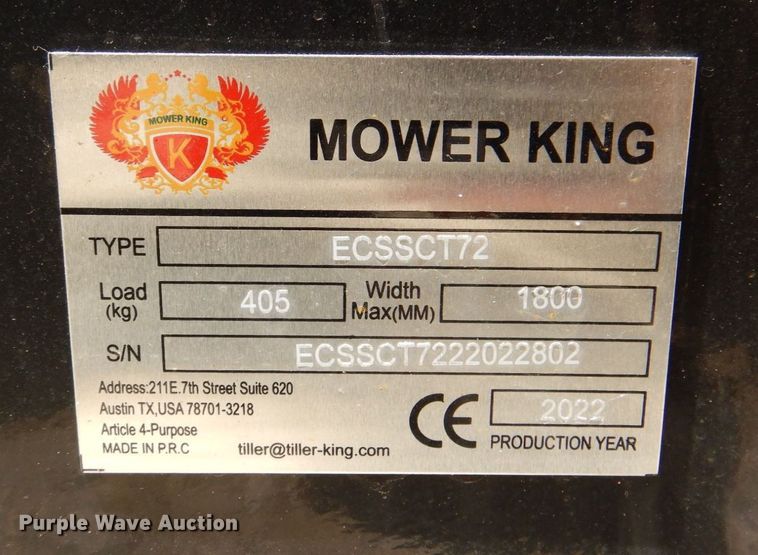 MOWER KING
K
MOWER KING
TYPE ECSSCT72
Load (kg) 405 Width Max(MM) 1800
S/N ECSSCT7222022802
Address:211E.7th Street Suite 620
Austin TX,USA 78701-3218
Article 4-Purpose
MADE IN P.R.C
tiller@tiller-king.com
CE
2022
PRODUCTION YEAR
Purple Wave Auction